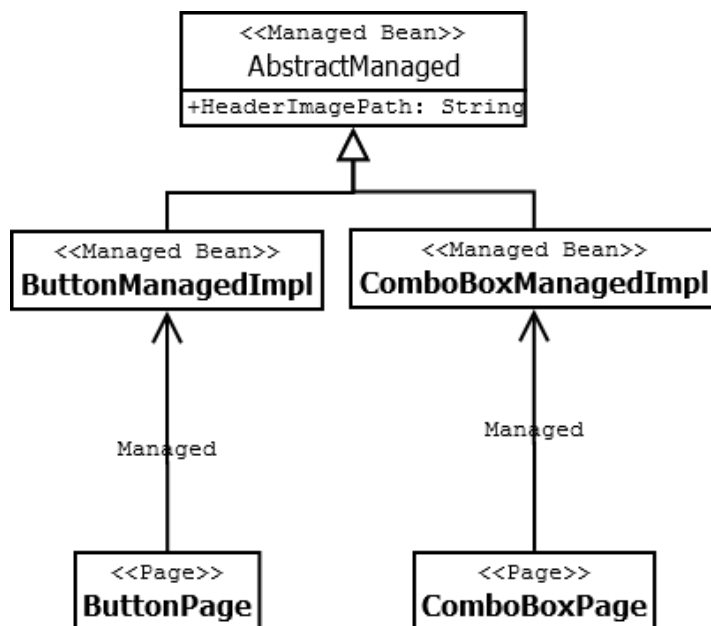 <<Managed Bean>>
AbstractManaged
+HeaderImagePath: String
<<Managed Bean>>
ButtonManagedImpl
<<Managed Bean>>
ComboBoxManagedImpl
Managed
Managed
<<Page>>
ButtonPage
<<Page>>
ComboBoxPage